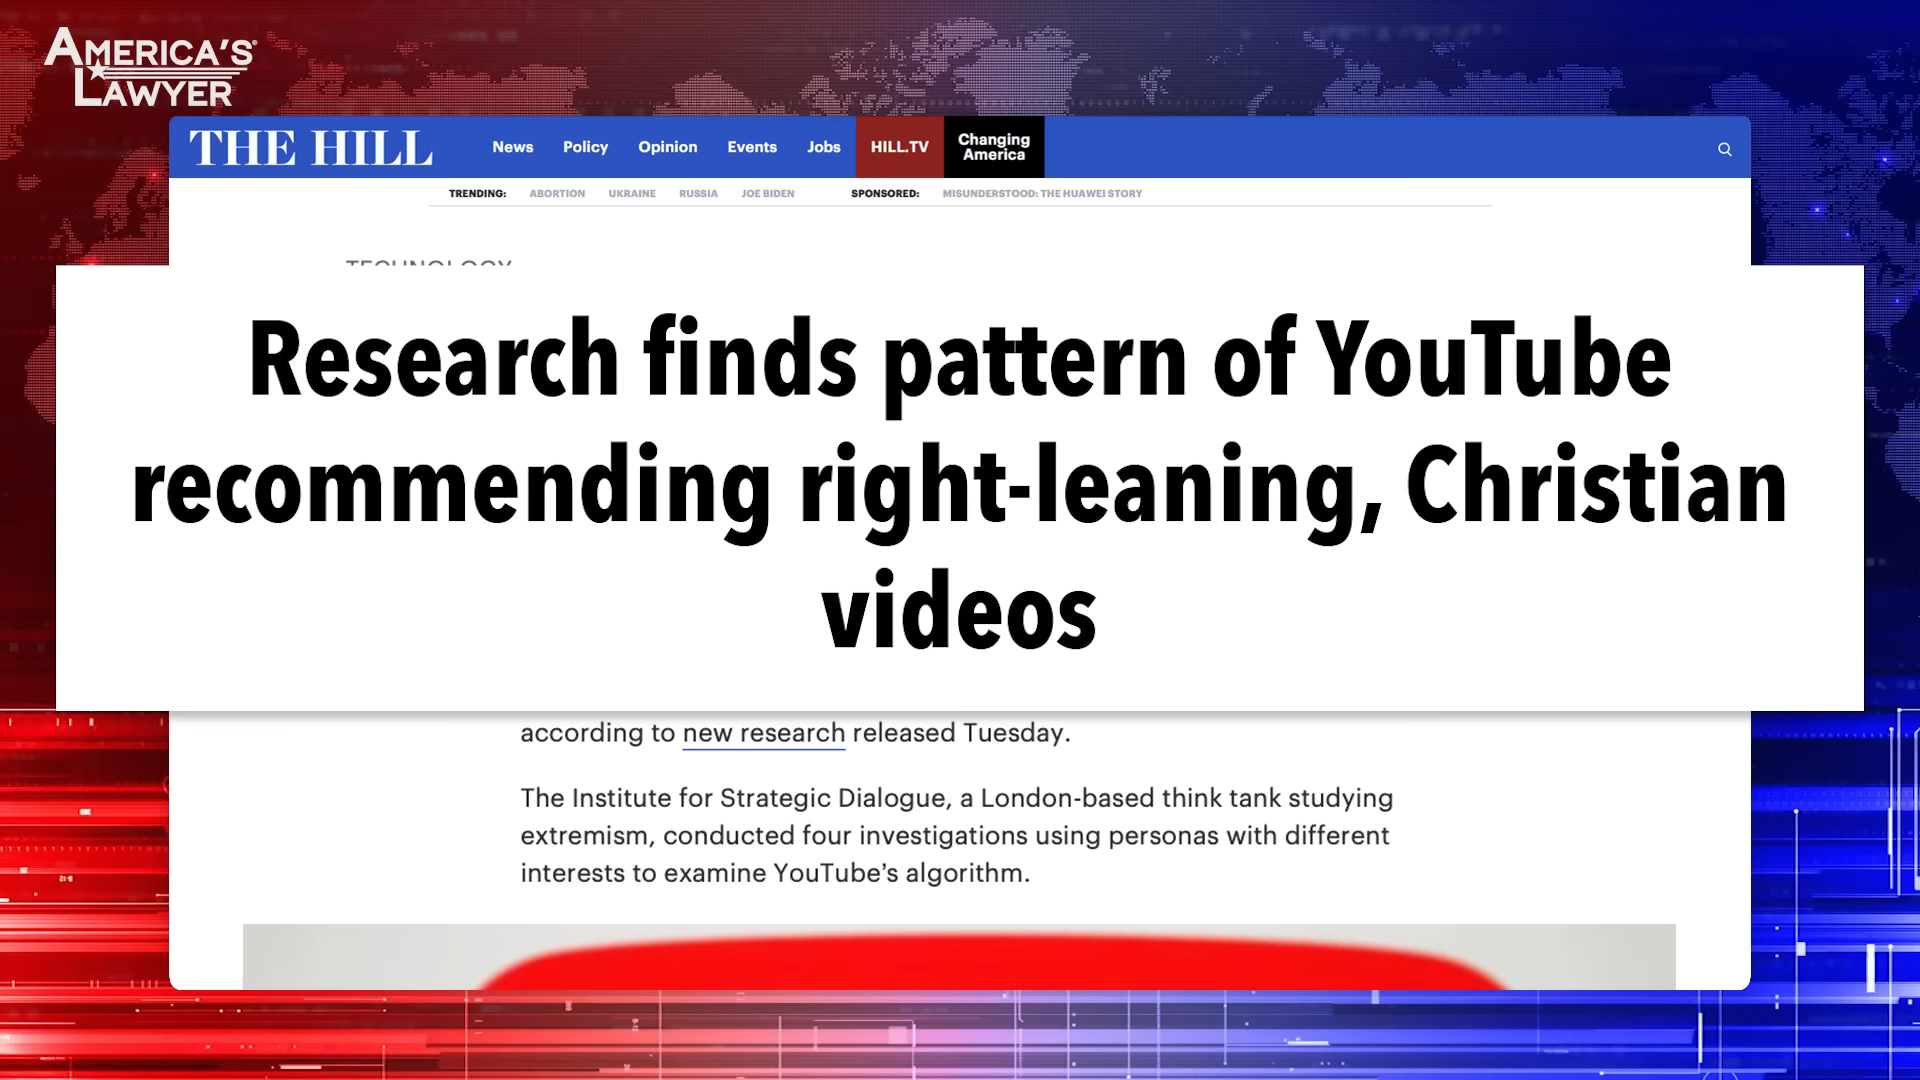 AMERICA'S
LAWYER
THE HILL
News Policy Opinion Events Jobs HILL.TV Changing America
TRENDING: ABORTION UKRAINE RUSSIA JOE BIDEN SPONSORED: MISUNDERSTOOD: THE HUAWEI STORY
TECHNOLOGY
Research finds pattern of YouTube
recommending right-leaning, Christian
videos
according to new research released Tuesday.
The Institute for Strategic Dialogue, a London-based think tank studying
extremism, conducted four investigations using personas with different
interests to examine YouTube's algorithm.